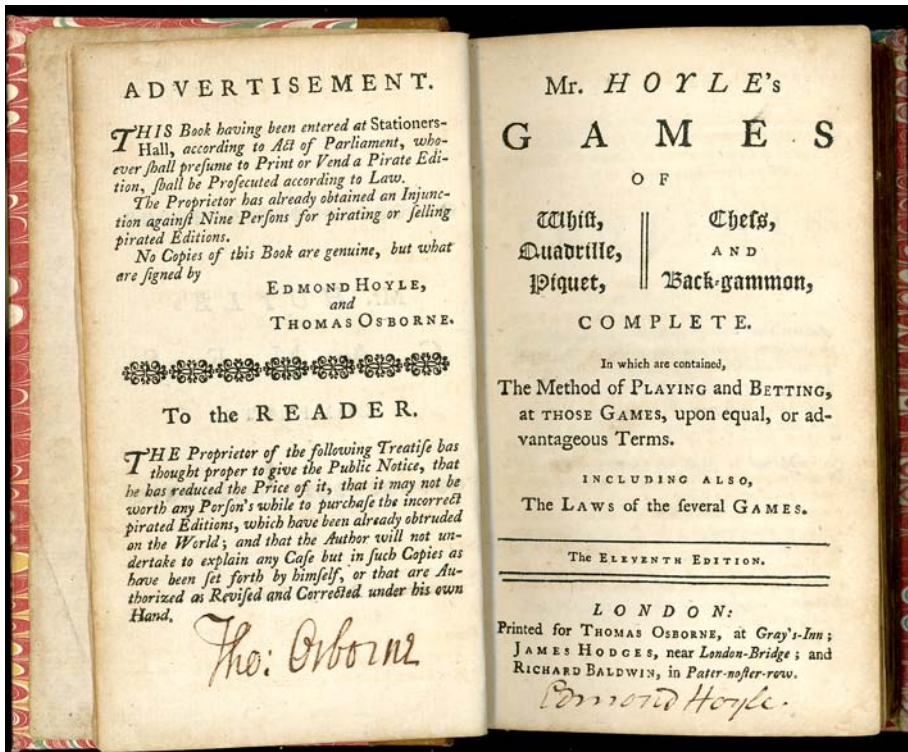 ADVERTISEMENT.
THIS Book having been entered at Stationers-
Hall, according to Act of Parliament, who-
ever ſhall preſume to Print or Vend a Pirate Edi-
tion, ſhall be Proſecuted according to Law.
The Proprietor has already obtained an Injunc-
tion againſt Nine Perſons for pirating or ſelling
pirated Editions.
No Copies of this Book are genuine, but what
are ſigned by
EDMOND HOYLE,
and
THOMAS OSBORNE.
To the READER.
THE Proprietor of the following Treatiſe has
thought proper to give the Public Notice, that
he has reduced the Price of it, that it may not be
worth any Perſon's while to purchaſe the incorrect
pirated Editions, which have been already obtruded
on the World; and that the Author will not un-
dertake to explain any Caſe but in ſuch Copies as
have been ſet forth by himſelf, or that are Au-
thorized as Reviſed and Corrected under his own
Hand.
Tho: Osborne
Mr. HOYLE's
GAMES
OF
Whiſt,
Quadrille,
Piquet,
Cheſs,
AND
Back-gammon,
COMPLETE.
In which are contained,
The Method of PLAYING and BETTING,
at THOSE GAMES, upon equal, or ad-
vantageous Terms.
INCLUDING ALSO,
The LAWS of the ſeveral GAMES.
The ELEVENTH EDITION.
LONDON:
Printed for THOMAS OSBORNE, at Gray's-Inn;
JAMES HODGES, near London-Bridge; and
RICHARD BALDWIN, in Pater-noſter-row.
Edmond Hoyle.